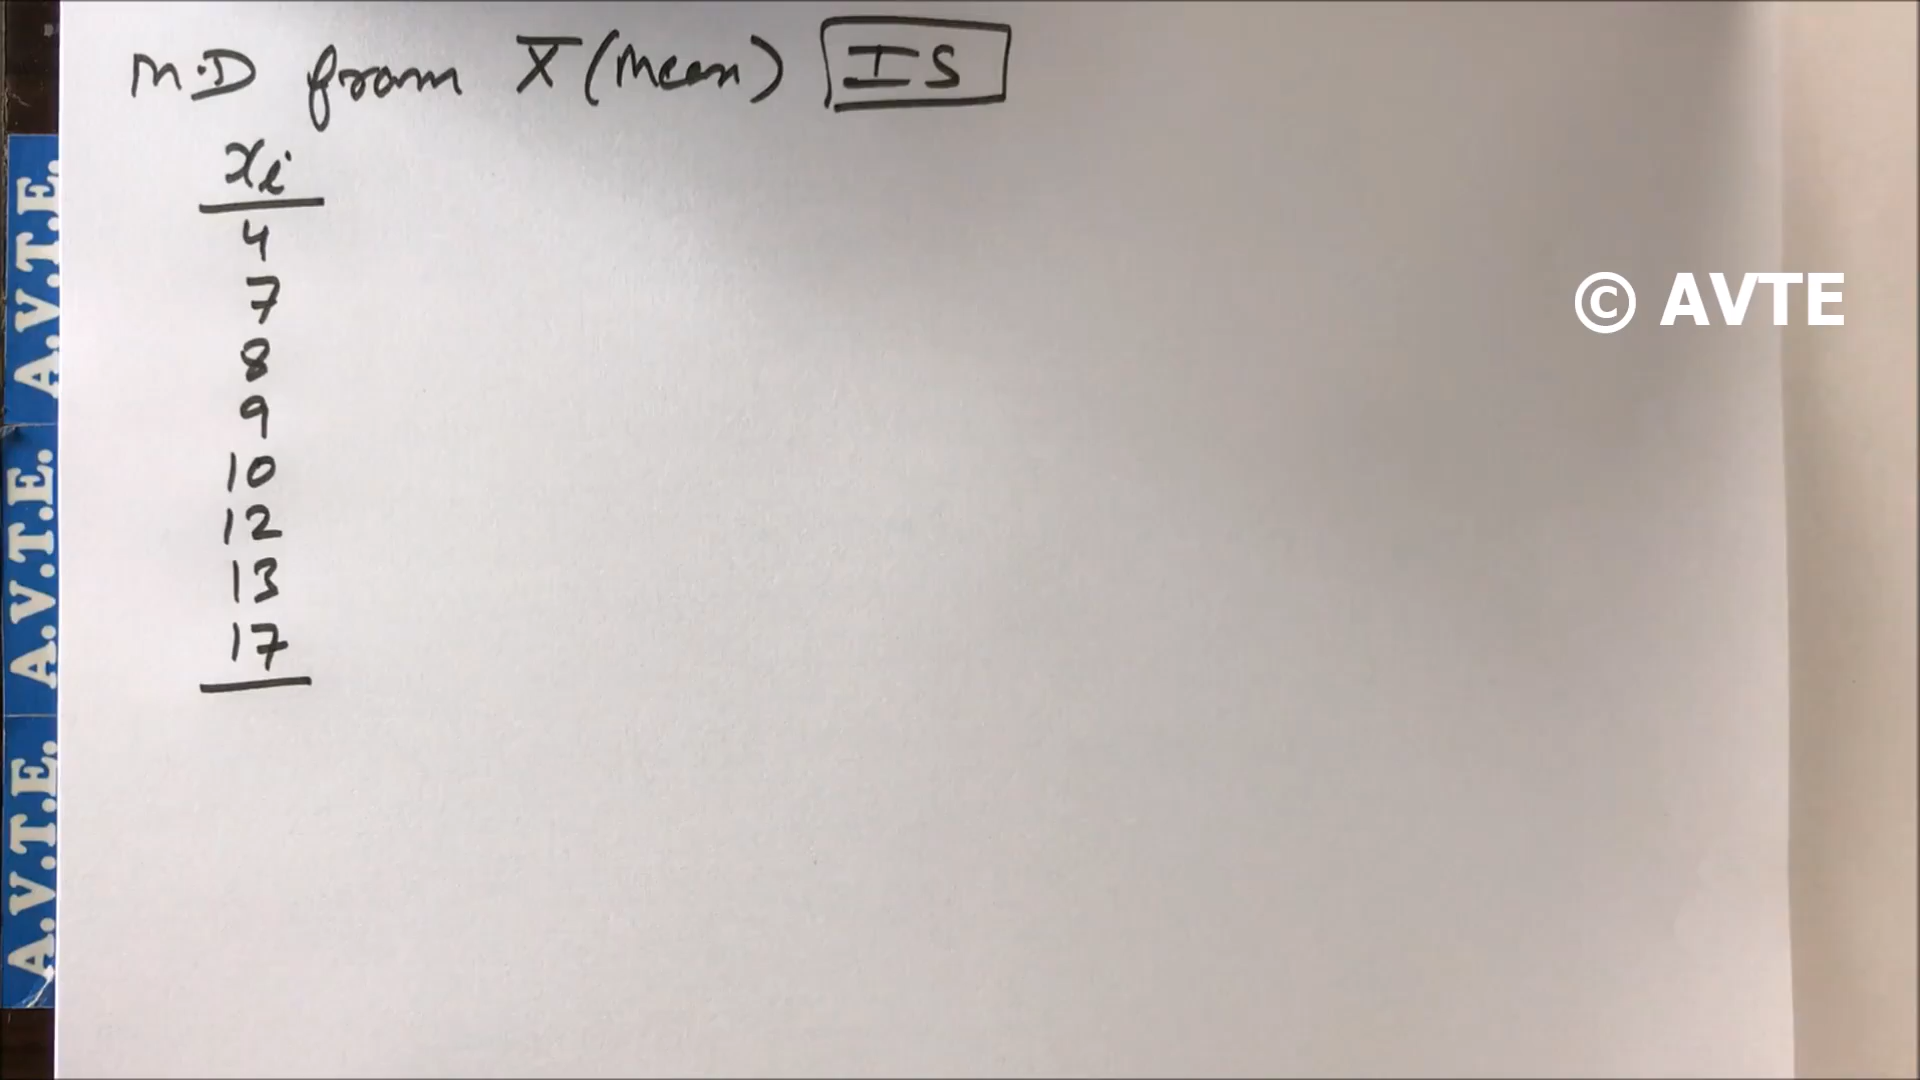 M.D from X̅ (Mean) IS
xi
4
7
8
9
10
12
13
17
© AVTE
A.V.T.E.
A.V.T.E.
A.V.T.E.